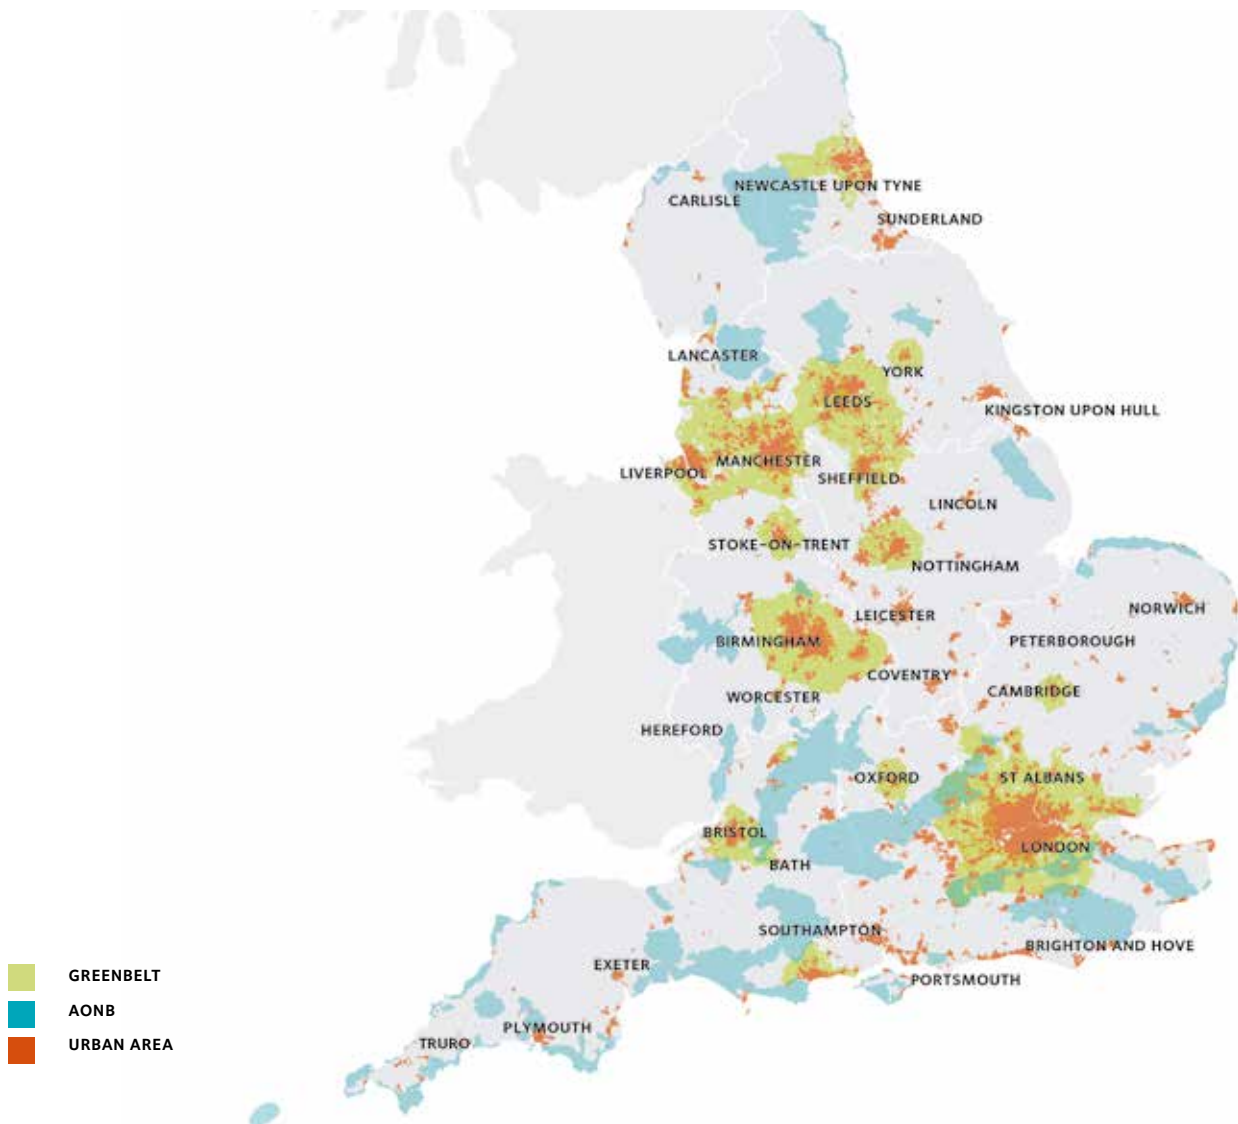 NEWCASTLE UPON TYNE
CARLISLE
SUNDERLAND
LANCASTER
YORK
LEEDS
KINGSTON UPON HULL
MANCHESTER
LIVERPOOL
SHEFFIELD
LINCOLN
STOKE-ON-TRENT
NOTTINGHAM
NORWICH
LEICESTER
BIRMINGHAM
PETERBOROUGH
COVENTRY
CAMBRIDGE
WORCESTER
HEREFORD
OXFORD
ST ALBANS
BRISTOL
LONDON
BATH
SOUTHAMPTON
BRIGHTON AND HOVE
EXETER
PORTSMOUTH
PLYMOUTH
TRURO
GREENBELT
AONB
URBAN AREA